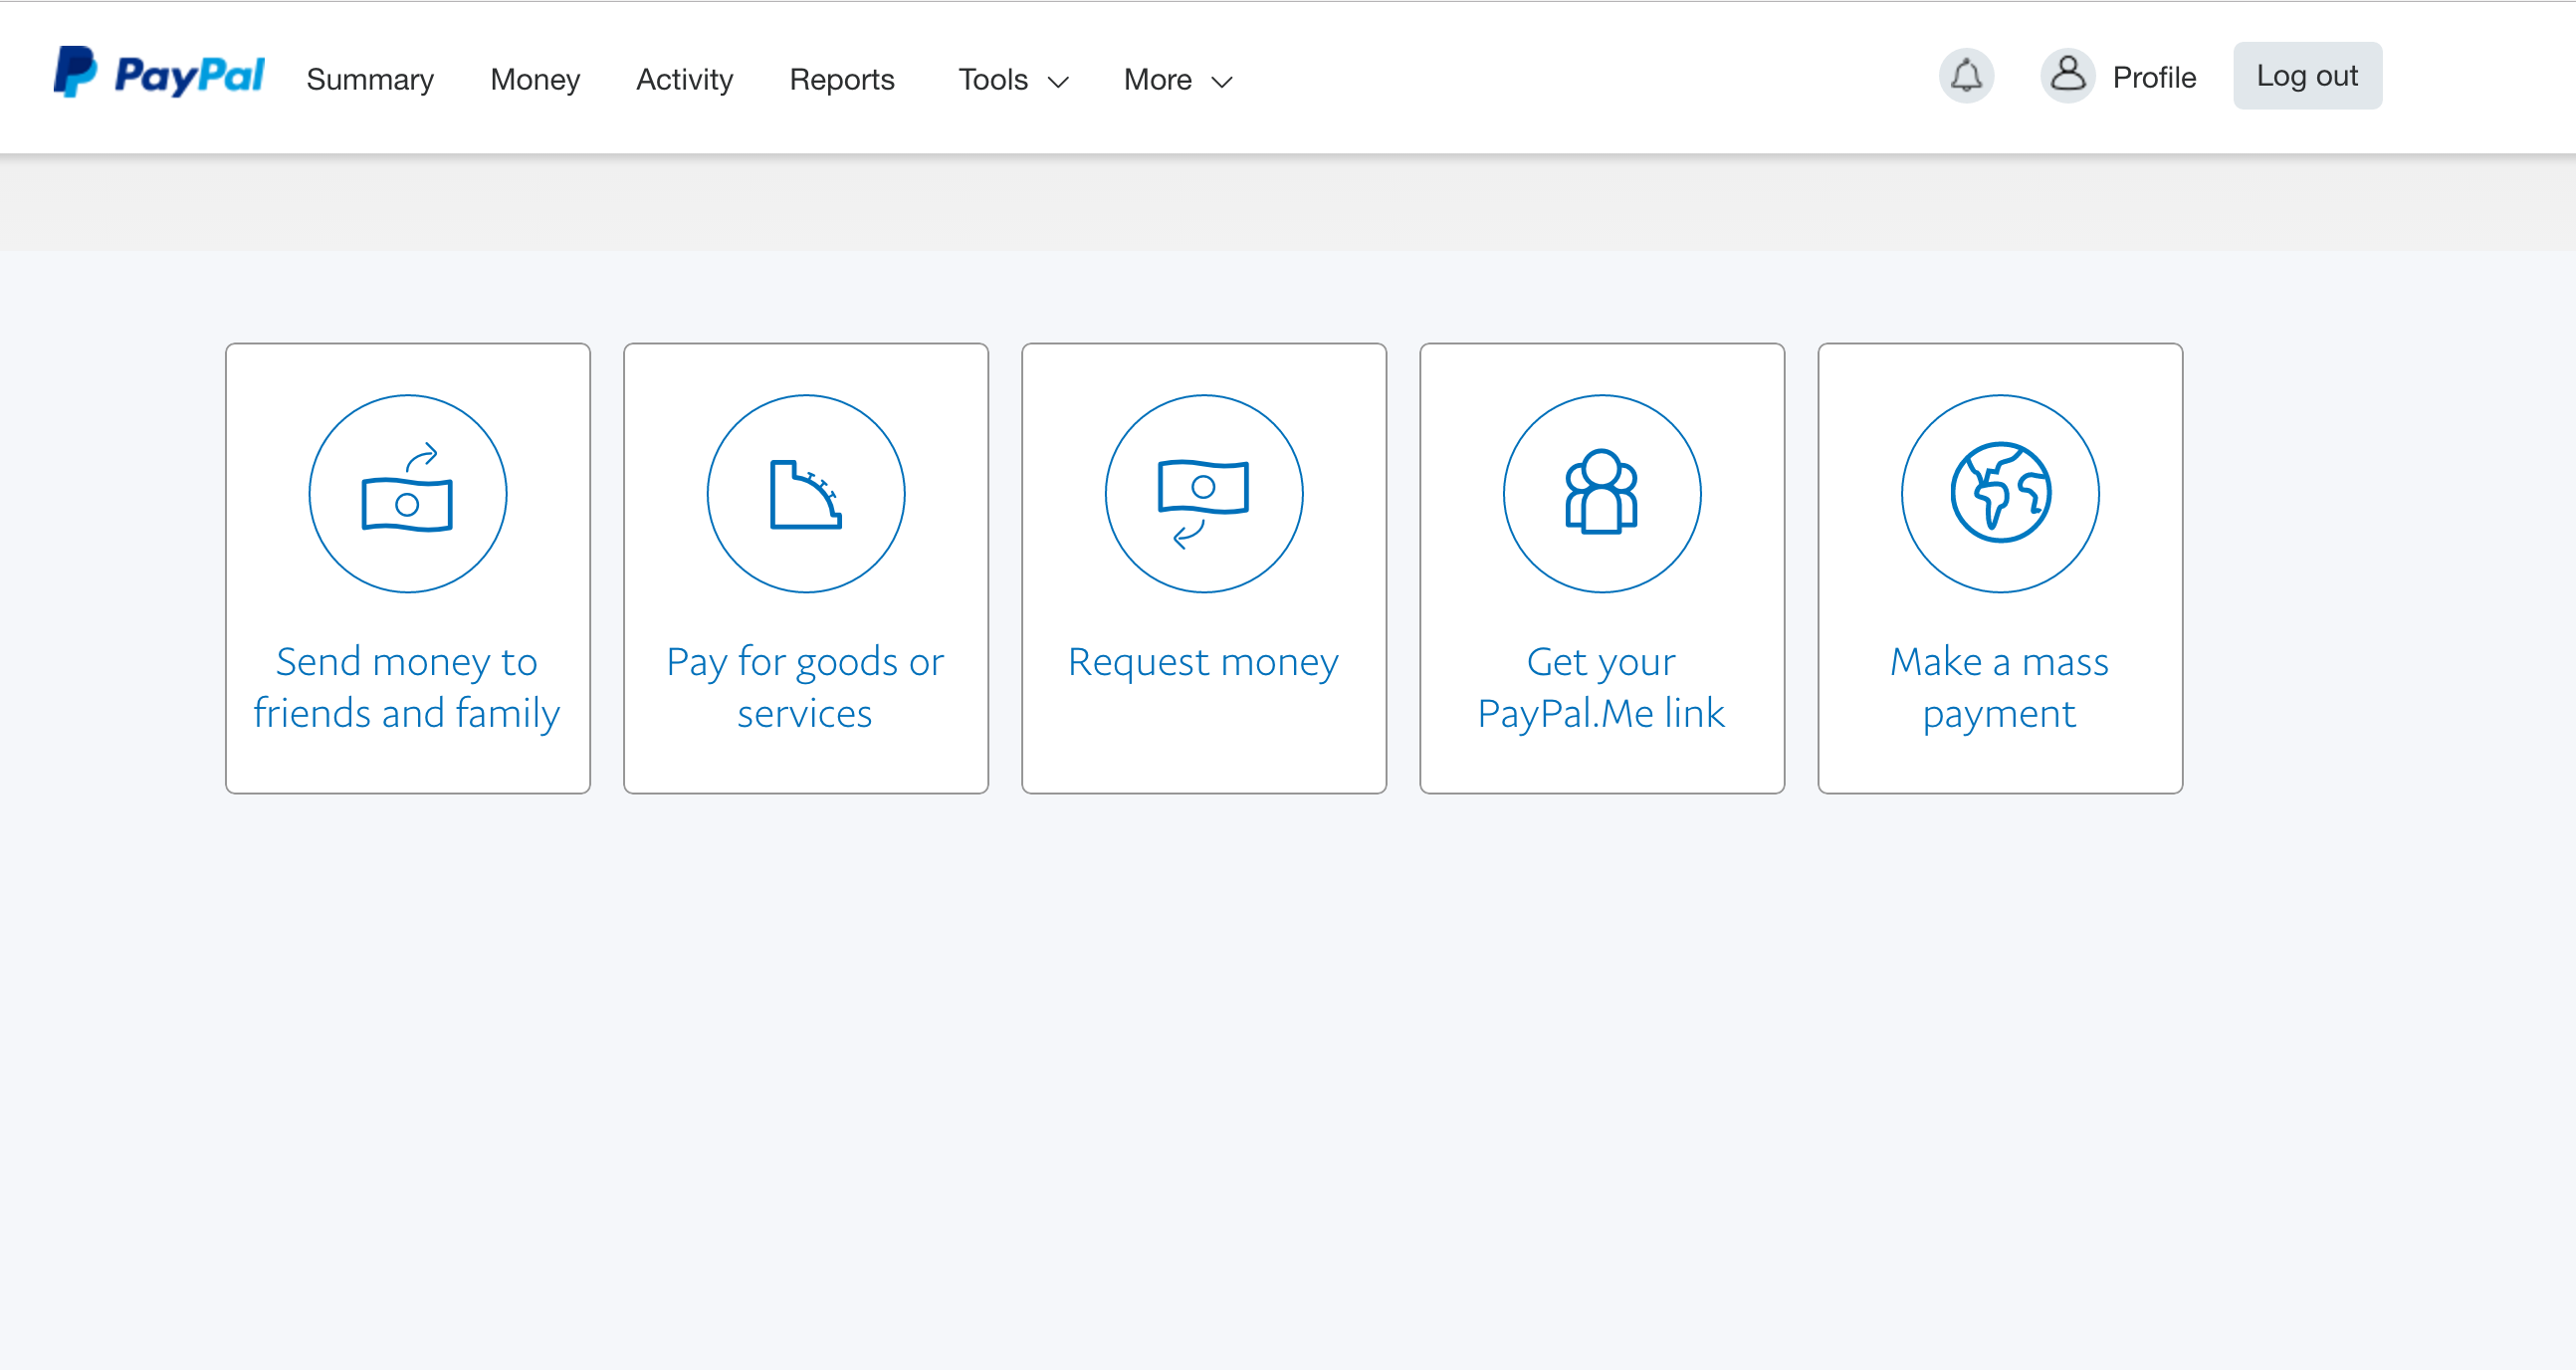 PayPal Summary Money Activity Reports Tools More Profile Log out
Send money to
friends and family
Pay for goods or
services
Request money
Get your
PayPal.Me link
Make a mass
payment